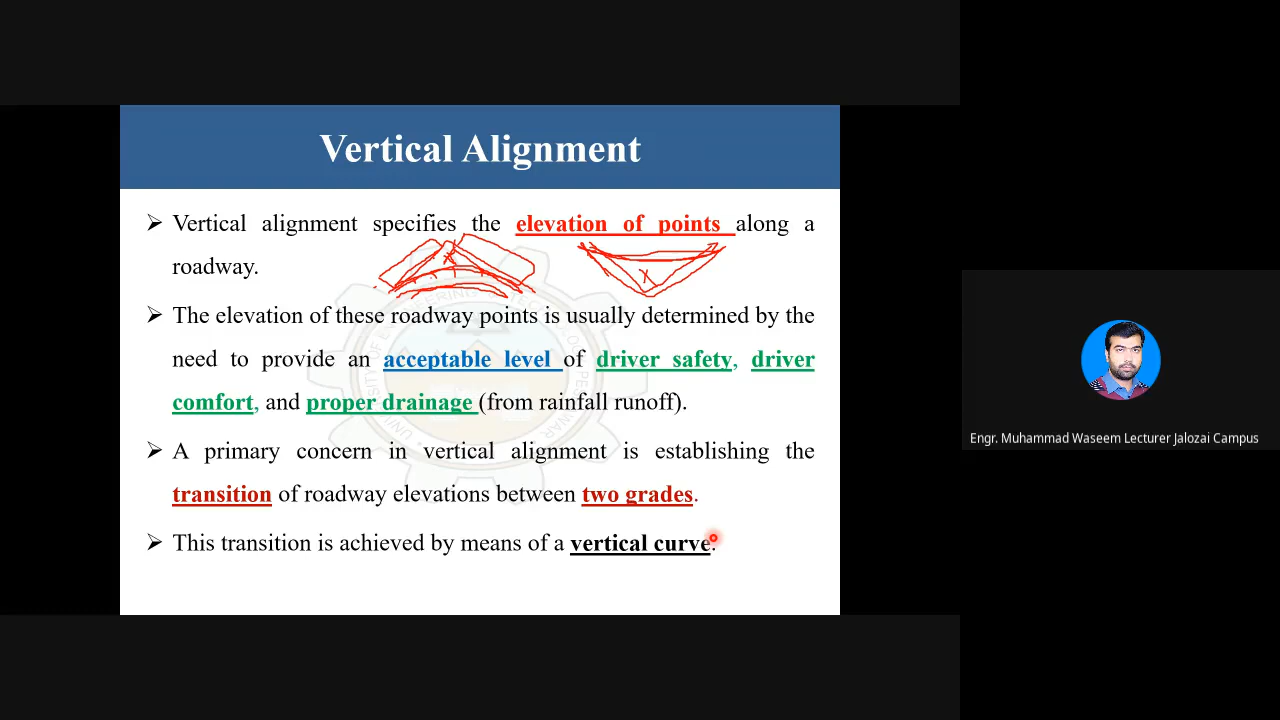 Vertical Alignment
➢ Vertical alignment specifies the elevation of points along a
roadway.
➢ The elevation of these roadway points is usually determined by the
need to provide an acceptable level of driver safety, driver
comfort, and proper drainage (from rainfall runoff).
➢ A primary concern in vertical alignment is establishing the
transition of roadway elevations between two grades.
➢ This transition is achieved by means of a vertical curve.
Engr. Muhammad Waseem Lecturer Jalozai Campus